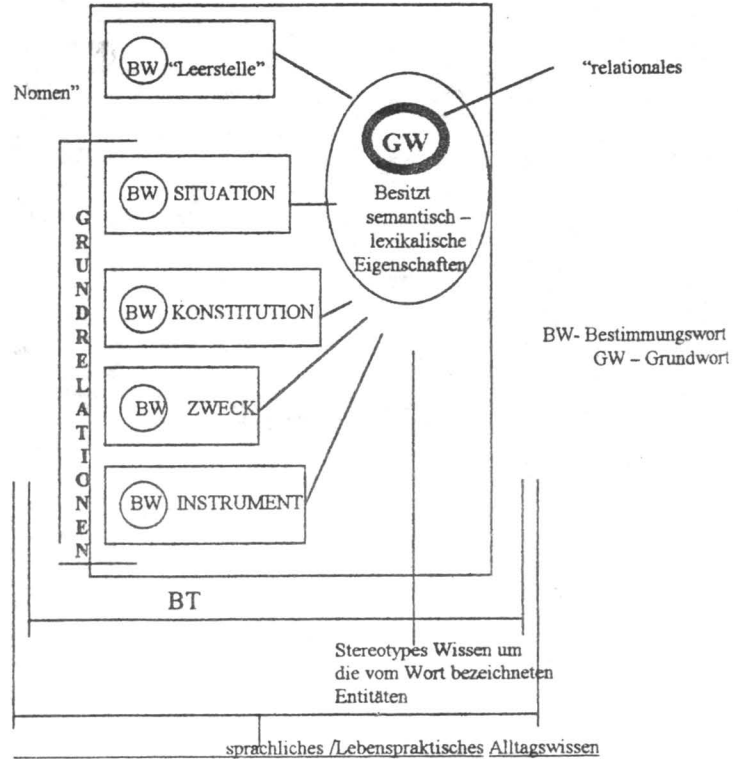 BW "Leerstelle"
"relationales
Nomen"
GW
BW SITUATION
Besitzt
semantisch –
lexikalische
Eigenschaften
GRUNDRELATIONEN
BW KONSTITUTION
BW- Bestimmungswort
GW – Grundwort
BW ZWECK
BW INSTRUMENT
BT
Stereotypes Wissen um
die vom Wort bezeichneten
Entitäten
sprachliches /Lebenspraktisches Alltagswissen